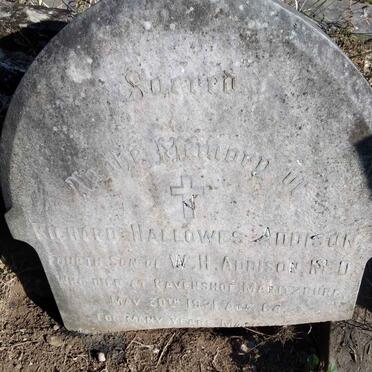 Sacred
To the Memory of
RICHARD HALLOWES ADDISON
FOURTH SON OF W. H. ADDISON, M.D.
WHO DIED AT RAVENSHOE MARITZBURG
MAY 30TH
FOR MANY YEARS